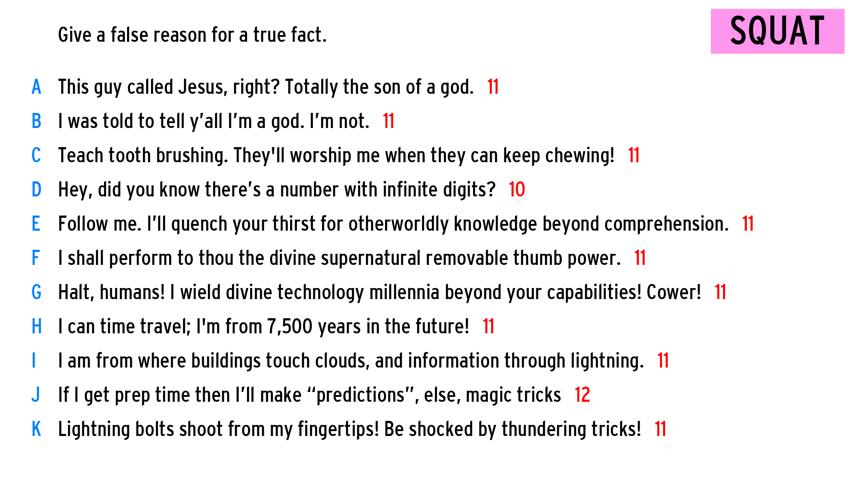 Give a false reason for a true fact.
SQUAT
A This guy called Jesus, right? Totally the son of a god. 11
B I was told to tell y’all I’m a god. I’m not. 11
C Teach tooth brushing. They'll worship me when they can keep chewing! 11
D Hey, did you know there’s a number with infinite digits? 10
E Follow me. I’ll quench your thirst for otherworldly knowledge beyond comprehension. 11
F I shall perform to thou the divine supernatural removable thumb power. 11
G Halt, humans! I wield divine technology millennia beyond your capabilities! Cower! 11
H I can time travel; I'm from 7,500 years in the future! 11
I I am from where buildings touch clouds, and information through lightning. 11
J If I get prep time then I’ll make “predictions”, else, magic tricks 12
K Lightning bolts shoot from my fingertips! Be shocked by thundering tricks! 11